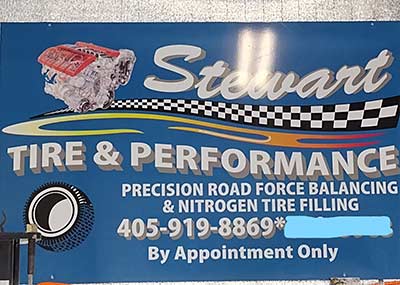 Stewart
TIRE & PERFORMANCE
PRECISION ROAD FORCE BALANCING
& NITROGEN TIRE FILLING
405-919-8869*
By Appointment Only